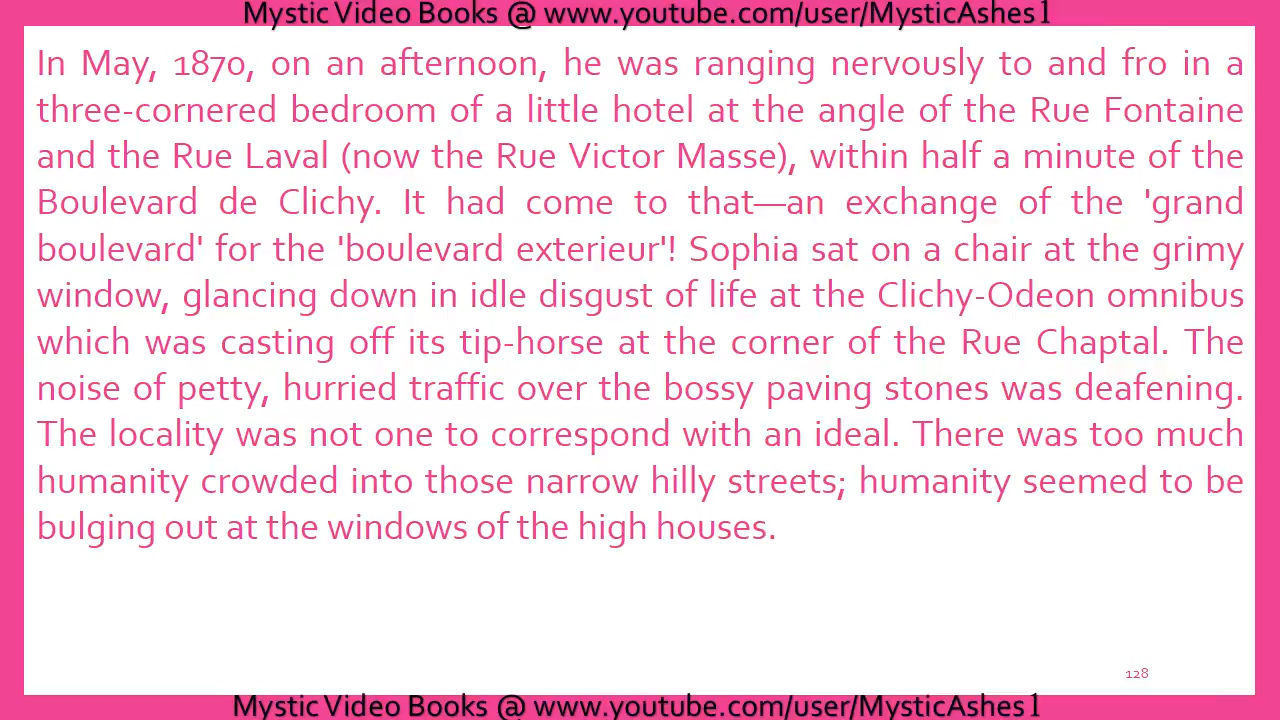 Mystic Video Books @ www.youtube.com/user/MysticAshes1
In May, 1870, on an afternoon, he was ranging nervously to and fro in a
three-cornered bedroom of a little hotel at the angle of the Rue Fontaine
and the Rue Laval (now the Rue Victor Masse), within half a minute of the
Boulevard de Clichy. It had come to that—an exchange of the 'grand
boulevard' for the 'boulevard exterieur'! Sophia sat on a chair at the grimy
window, glancing down in idle disgust of life at the Clichy-Odeon omnibus
which was casting off its tip-horse at the corner of the Rue Chaptal. The
noise of petty, hurried traffic over the bossy paving stones was deafening.
The locality was not one to correspond with an ideal. There was too much
humanity crowded into those narrow hilly streets; humanity seemed to be
bulging out at the windows of the high houses.
128
Mystic Video Books @ www.youtube.com/user/MysticAshes1